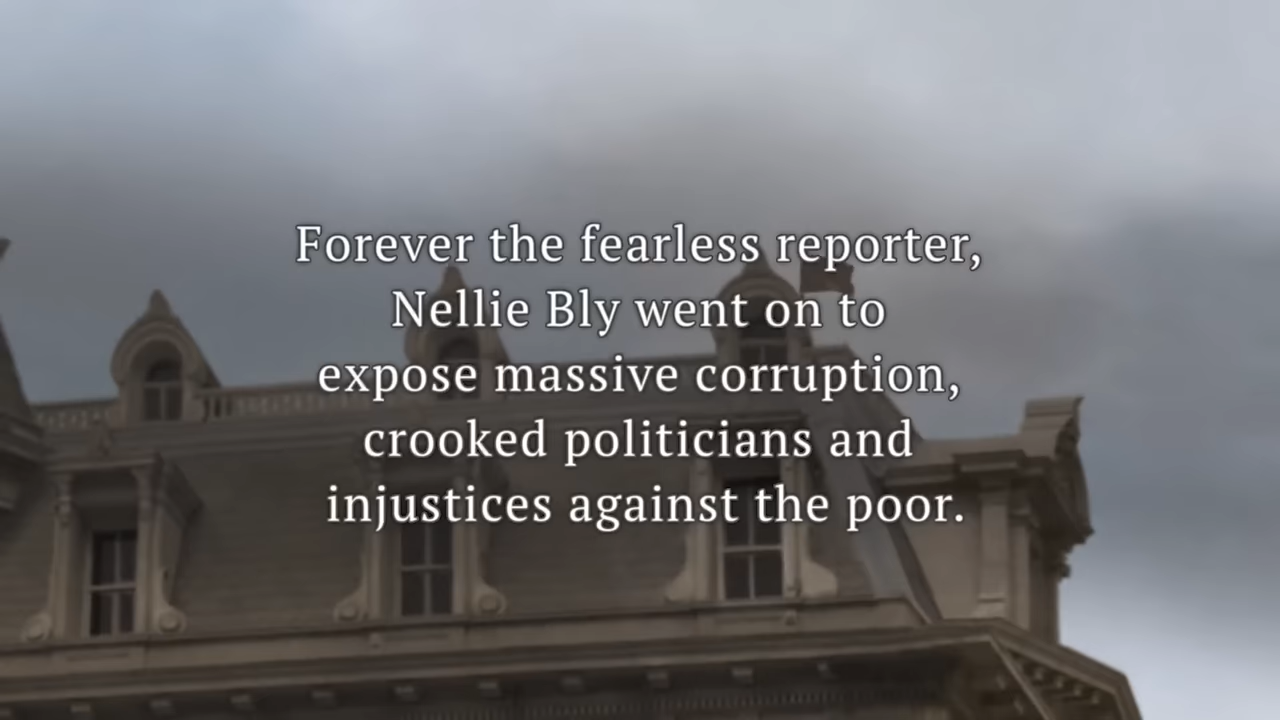 Forever the fearless reporter,
Nellie Bly went on to
expose massive corruption,
crooked politicians and
injustices against the poor.